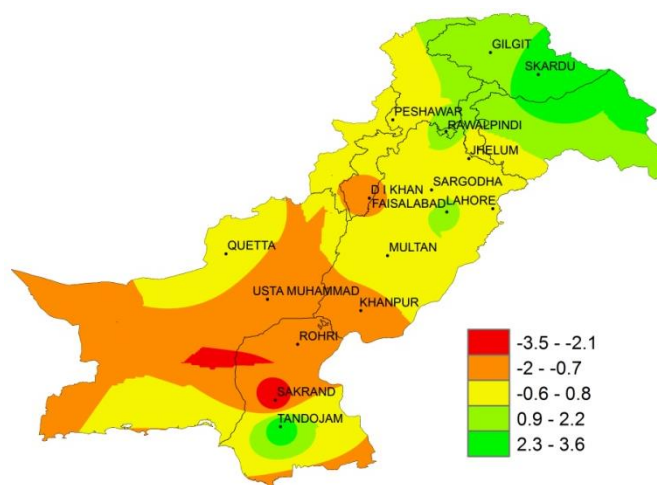 GILGIT
SKARDU
PESHAWAR
RAWALPINDI
JHELUM
SARGODHA
D I KHAN
FAISALABAD
LAHORE
QUETTA
MULTAN
USTA MUHAMMAD
KHANPUR
ROHRI
SAKRAND
TANDOJAM
-3.5 - -2.1
-2 - -0.7
-0.6 - 0.8
0.9 - 2.2
2.3 - 3.6